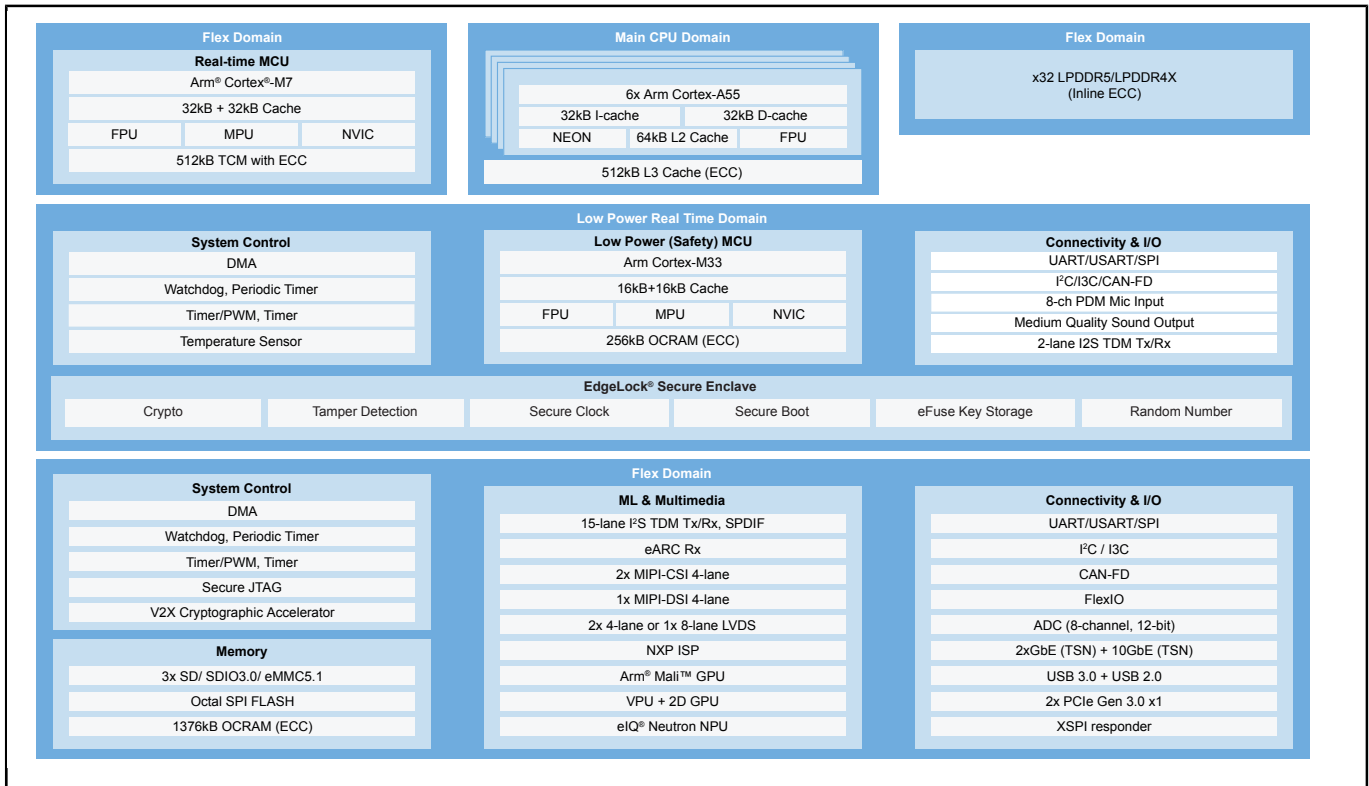 Flex Domain
Real-time MCU
Arm® Cortex®-M7
32kB + 32kB Cache
FPU MPU NVIC
512kB TCM with ECC
Main CPU Domain
6x Arm Cortex-A55
32kB I-cache 32kB D-cache
NEON 64kB L2 Cache FPU
512kB L3 Cache (ECC)
Flex Domain
x32 LPDDR5/LPDDR4X
(Inline ECC)
Low Power Real Time Domain
System Control
DMA
Watchdog, Periodic Timer
Timer/PWM, Timer
Temperature Sensor
Low Power (Safety) MCU
Arm Cortex-M33
16kB+16kB Cache
FPU MPU NVIC
256kB OCRAM (ECC)
Connectivity & I/O
UART/USART/SPI
I²C/I3C/CAN-FD
8-ch PDM Mic Input
Medium Quality Sound Output
2-lane I2S TDM Tx/Rx
EdgeLock® Secure Enclave
Crypto Tamper Detection Secure Clock Secure Boot eFuse Key Storage Random Number
Flex Domain
System Control
DMA
Watchdog, Periodic Timer
Timer/PWM, Timer
Secure JTAG
V2X Cryptographic Accelerator
Memory
3x SD/ SDIO3.0/ eMMC5.1
Octal SPI FLASH
1376kB OCRAM (ECC)
ML & Multimedia
15-lane I²S TDM Tx/Rx, SPDIF
eARC Rx
2x MIPI-CSI 4-lane
1x MIPI-DSI 4-lane
2x 4-lane or 1x 8-lane LVDS
NXP ISP
Arm® Mali™ GPU
VPU + 2D GPU
eIQ® Neutron NPU
Connectivity & I/O
UART/USART/SPI
I²C / I3C
CAN-FD
FlexIO
ADC (8-channel, 12-bit)
2xGbE (TSN) + 10GbE (TSN)
USB 3.0 + USB 2.0
2x PCIe Gen 3.0 x1
XSPI responder